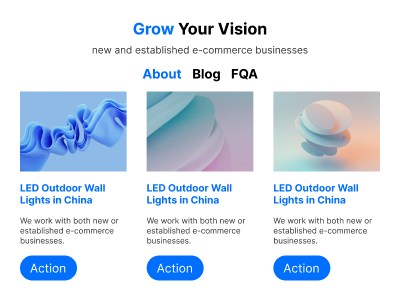 Grow Your Vision
new and established e-commerce businesses
About Blog FQA
LED Outdoor Wall
Lights in China
We work with both new or
established e-commerce
businesses.
Action
LED Outdoor Wall
Lights in China
We work with both new or
established e-commerce
businesses.
Action
LED Outdoor Wall
Lights in China
We work with both new or
established e-commerce
businesses.
Action